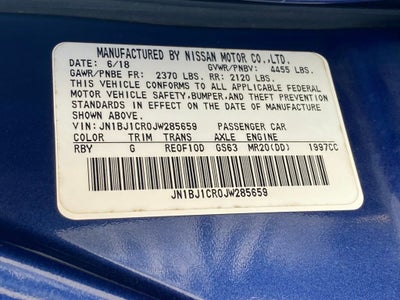 MANUFACTURED BY NISSAN MOTOR CO.,LTD.
DATE: 6/18 GVWR/PNBV: 4455 LBS.
GAWR/PNBE FR: 2370 LBS. RR: 2120 LBS.
THIS VEHICLE CONFORMS TO ALL APPLICABLE FEDERAL
MOTOR VEHICLE SAFETY,BUMPER,AND THEFT PREVENTION
STANDARDS IN EFFECT ON THE DATE OF MANUFACTURE
SHOWN ABOVE.
VIN:JN1BJ1CR0JW285659 PASSENGER CAR
COLOR TRIM TRANS AXLE ENGINE
RBY G RE0F10D GS63 MR20(DD) 1997CC
JN1BJ1CR0JW285659